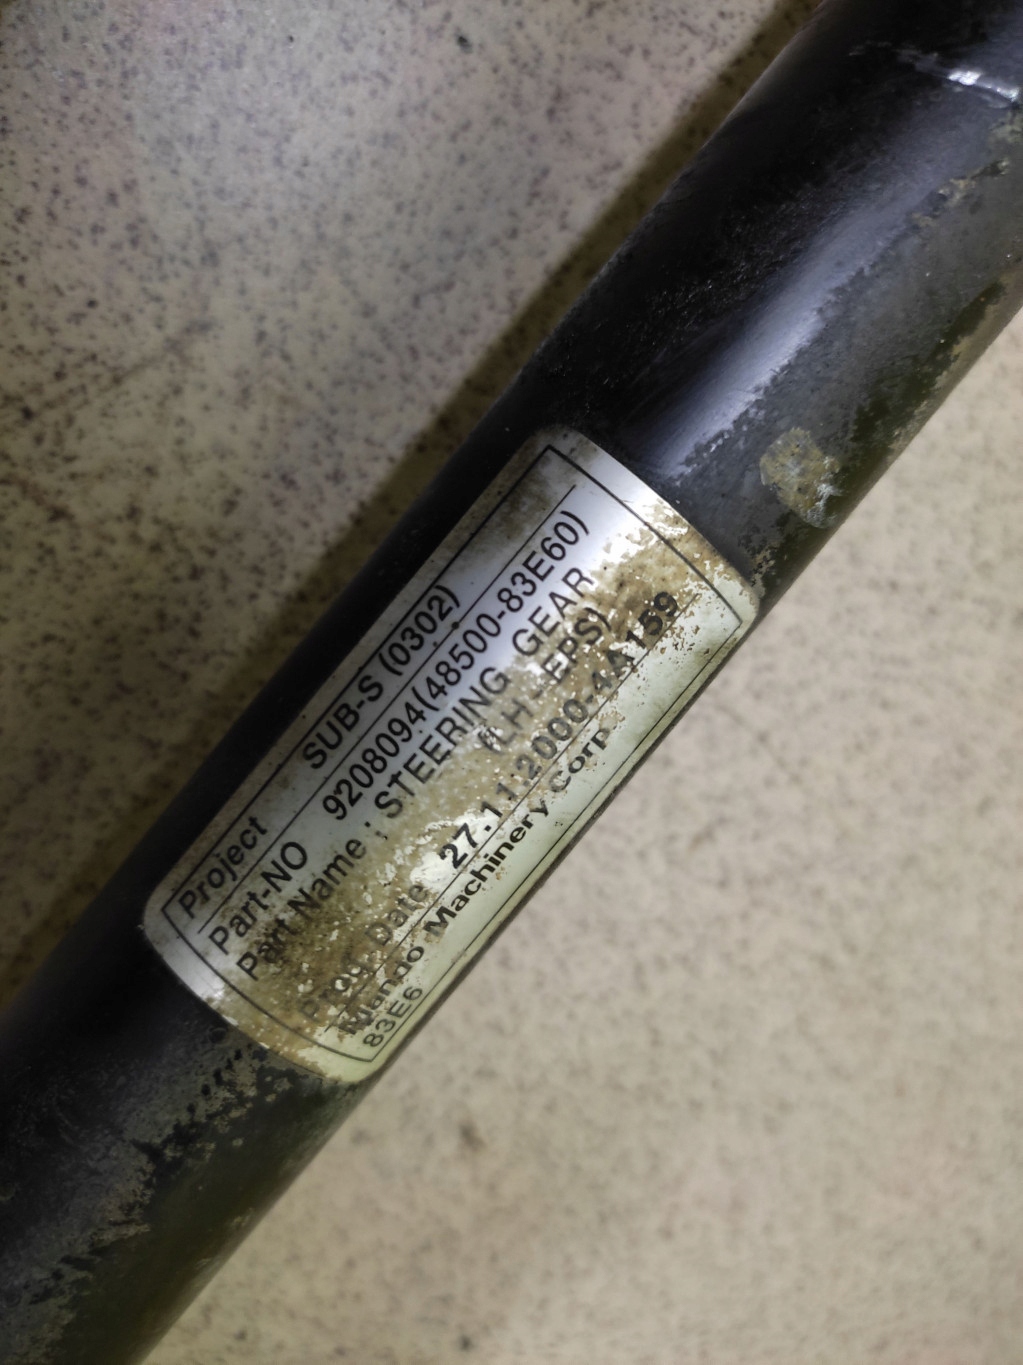 Project SUB-S (0302)
Part-NO 9208094(48500-83E60)
Part Name ; STEERING GEAR
(LH - EPS)
Prog. Date 27.11.2000-4A159
Mando Machinery Corp.
83E6